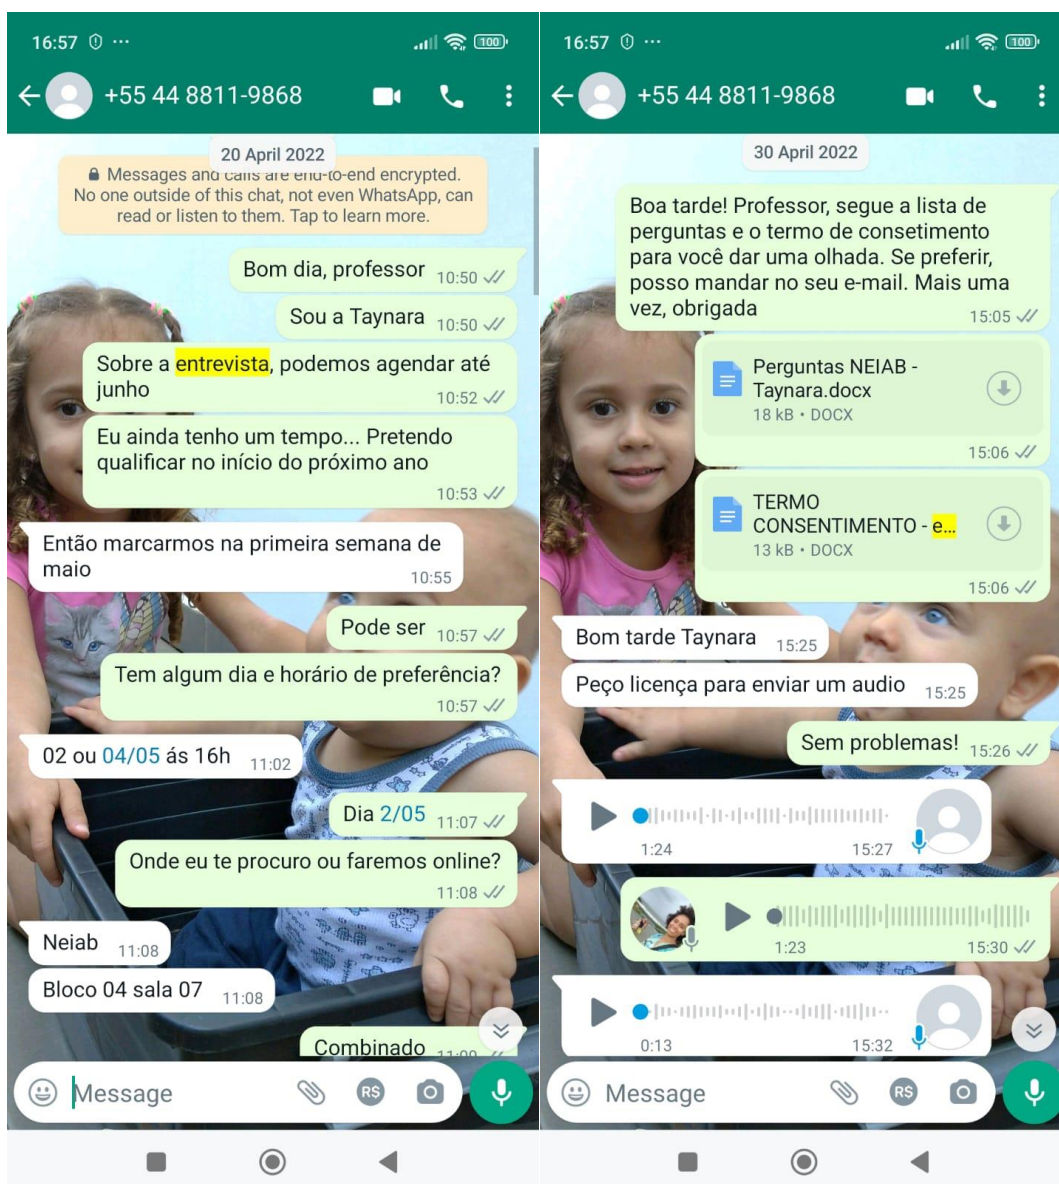 16:57
100
+55 44 8811-9868
20 April 2022
Messages and calls are end-to-end encrypted.
No one outside of this chat, not even WhatsApp, can
read or listen to them. Tap to learn more.
Bom dia, professor 10:50
Sou a Taynara 10:50
Sobre a entrevista, podemos agendar até
junho
10:52
Eu ainda tenho um tempo... Pretendo
qualificar no início do próximo ano
10:53
Então marcarmos na primeira semana de
maio
10:55
Pode ser 10:57
Tem algum dia e horário de preferência?
10:57
02 ou 04/05 ás 16h 11:02
Dia 2/05 11:07
Onde eu te procuro ou faremos online?
11:08
Neiab 11:08
Bloco 04 sala 07 11:08
Combinado
Message
R$
16:57
100
+55 44 8811-9868
30 April 2022
Boa tarde! Professor, segue a lista de
perguntas e o termo de consetimento
para você dar uma olhada. Se preferir,
posso mandar no seu e-mail. Mais uma
vez, obrigada
15:05
Perguntas NEIAB -
Taynara.docx
18 kB • DOCX
15:06
TERMO
CONSENTIMENTO - e...
13 kB • DOCX
15:06
Bom tarde Taynara 15:25
Peço licença para enviar um audio 15:25
Sem problemas! 15:26
1:24 15:27
1:23 15:30
0:13 15:32
Message
R$